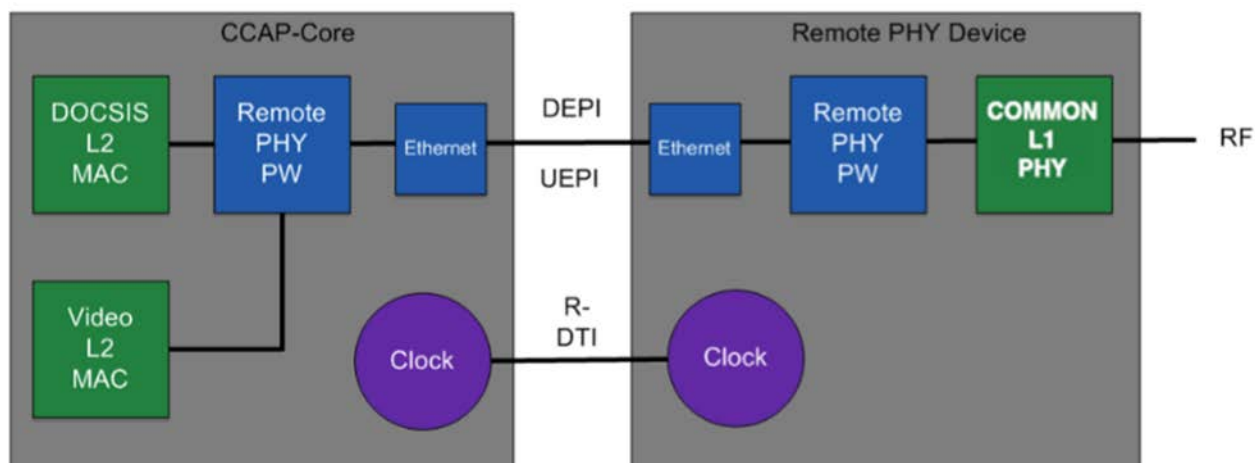 CCAP-Core
Remote PHY Device
DOCSIS
L2
MAC
Remote
PHY
PW
Ethernet
DEPI
UEPI
Ethernet
Remote
PHY
PW
COMMON
L1
PHY
RF
Video
L2
MAC
Clock
R-
DTI
Clock